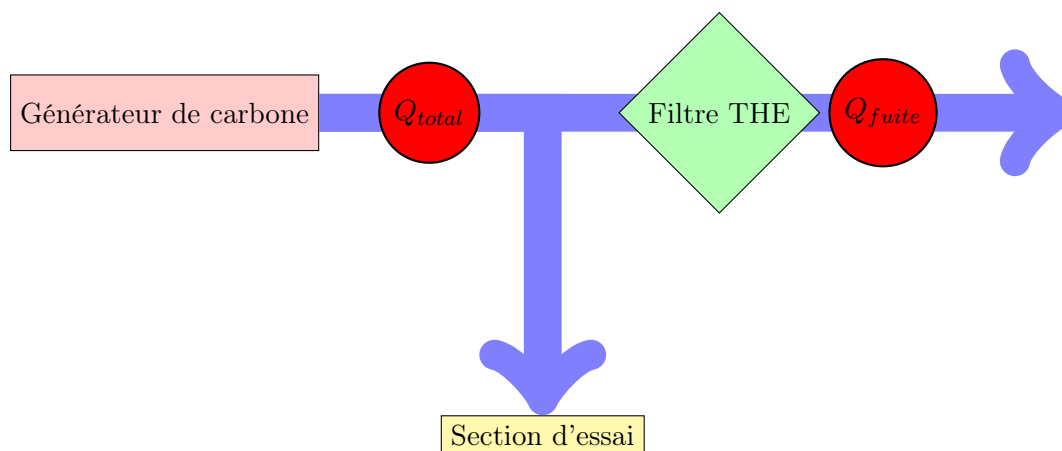 Générateur de carbone
Q_total
Filtre THE
Q_fuite
Section d'essai